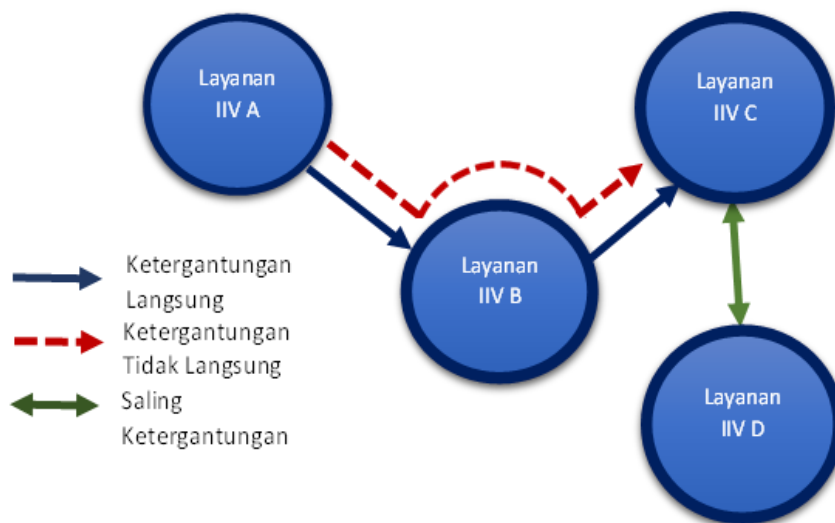 Layanan
IIV A
Layanan
IIV C
Layanan
IIV B
Ketergantungan
Langsung
Ketergantungan
Tidak Langsung
Saling
Ketergantungan
Layanan
IIV D